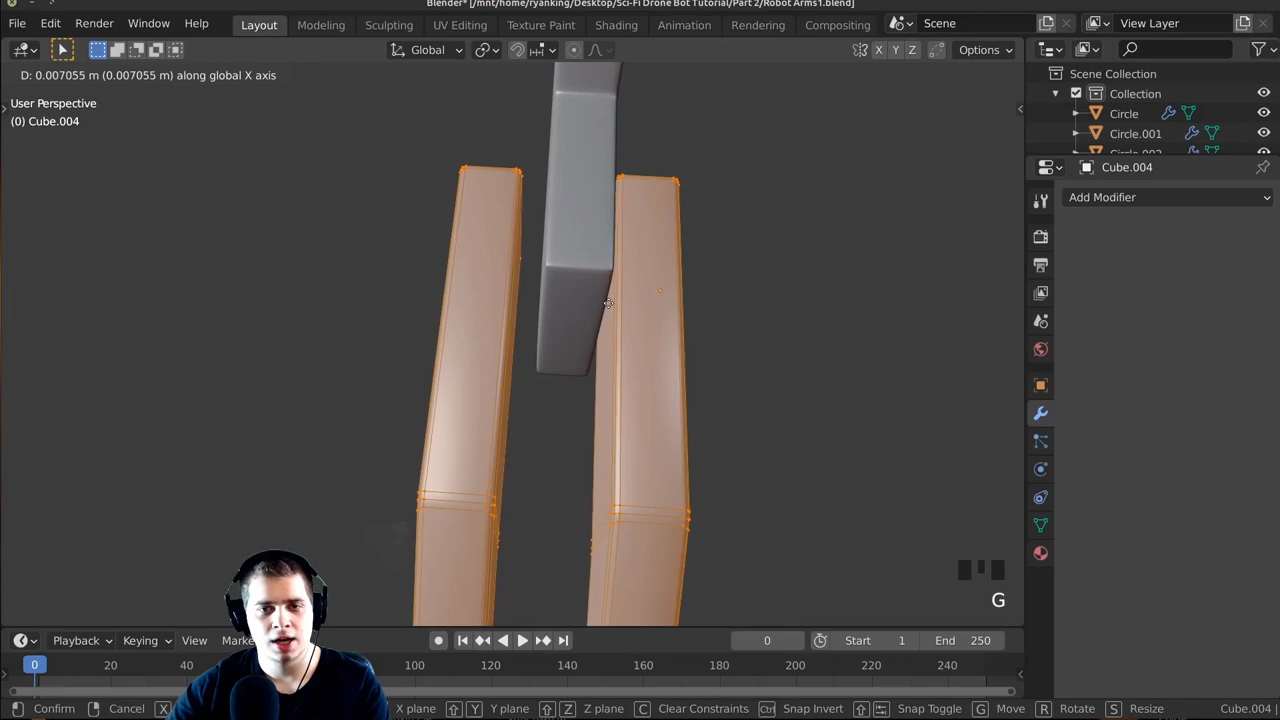 Blender* [/mnt/home/ryanking/Desktop/Sci-Fi Drone Bot Tutorial/Part 2/Robot Arms1.blend]
File Edit Render Window Help Layout Modeling Sculpting UV Editing Texture Paint Shading Animation Rendering Compositing Scene View Layer
Global X Y Z Options
D: 0.007055 m (0.007055 m) along global X axis
User Perspective
(0) Cube.004
Scene Collection
Collection
Circle
Circle.001
Cube.004
Add Modifier
G
Playback Keying View 0 Start 1 End 250
0 20 40 100 120 140 160 180 200 220 240
Confirm Cancel X X plane Y Y plane Z Z plane C Clear Constraints Ctrl Snap Invert Snap Toggle G Move R Rotate S Resize Cube.004